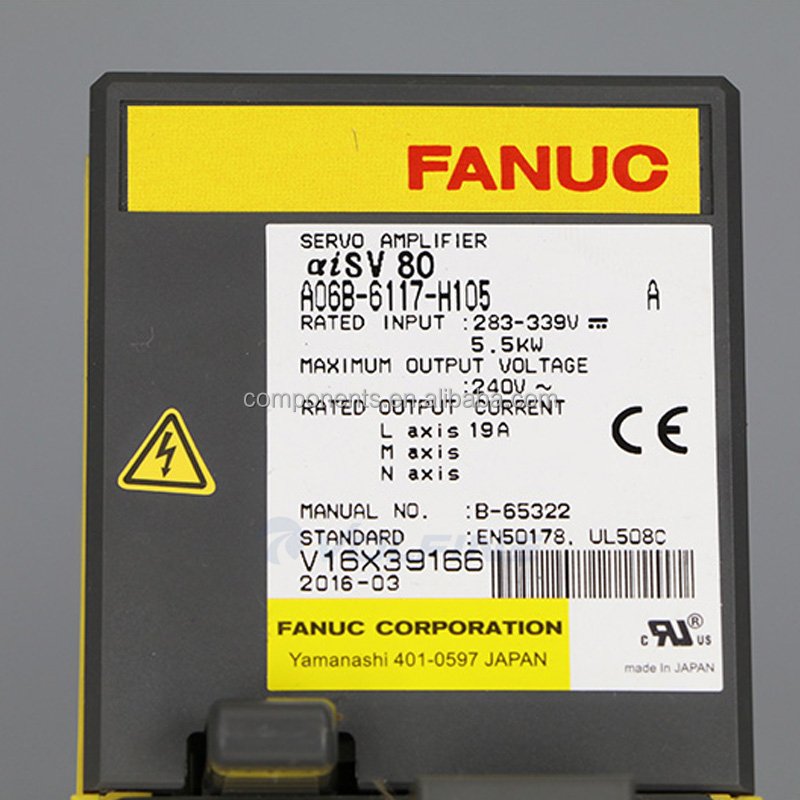 FANUC
SERVO AMPLIFIER
αiSV 80
A06B-6117-H105 A
RATED INPUT :283-339V ⎓
5.5kW
MAXIMUM OUTPUT VOLTAGE
:240V ~
components.en.alibaba.com
RATED OUTPUT CURRENT
L axis 19A
M axis
N axis
CE
MANUAL NO. :B-65322
STANDARD :EN50178, UL508C
V16X39166
2016-03
FANUC CORPORATION
Yamanashi 401-0597 JAPAN
c RU US
made In JAPAN